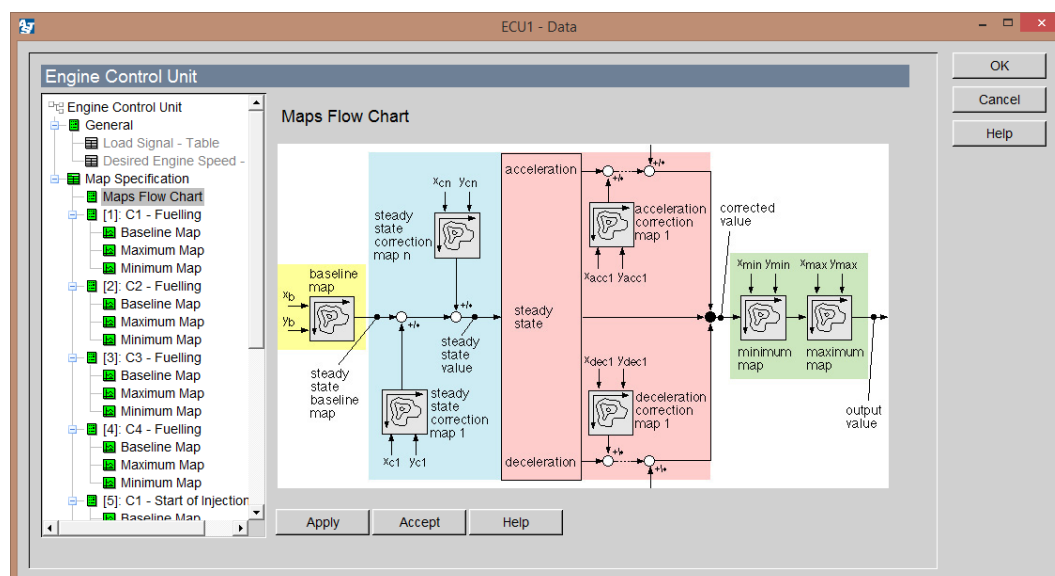 ECU1 - Data
Engine Control Unit
OK
Cancel
Help
Engine Control Unit
General
Load Signal - Table
Desired Engine Speed -
Map Specification
Maps Flow Chart
[1]: C1 - Fuelling
Baseline Map
Maximum Map
Minimum Map
[2]: C2 - Fuelling
Baseline Map
Maximum Map
Minimum Map
[3]: C3 - Fuelling
Baseline Map
Maximum Map
Minimum Map
[4]: C4 - Fuelling
Baseline Map
Maximum Map
Minimum Map
[5]: C1 - Start of Injection
Baseline Map
Maps Flow Chart
baseline
map
xb
yb
steady
state
baseline
map
xcn ycn
steady
state
correction
map n
+/•
+/•
steady
state
value
steady
state
correction
map 1
xc1 yc1
acceleration
steady
state
deceleration
+/•
+/•
acceleration
correction
map 1
xacc1 yacc1
xdec1 ydec1
deceleration
correction
map 1
+\•
+\•
corrected
value
xmin ymin xmax ymax
minimum
map
maximum
map
output
value
Apply
Accept
Help